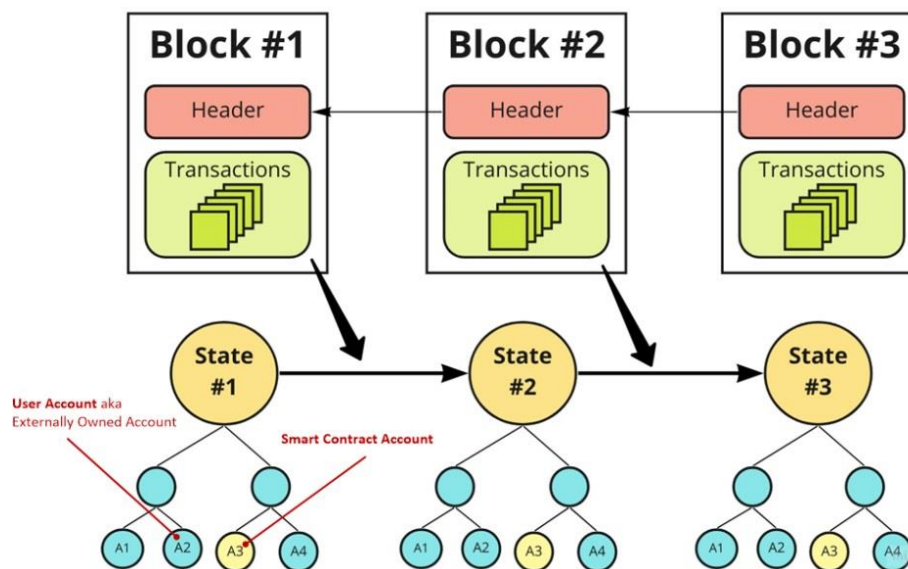 Block #1
Block #2
Block #3
Header
Header
Header
Transactions
Transactions
Transactions
State
#1
State
#2
State
#3
User Account aka
Externally Owned Account
Smart Contract Account
A1
A2
A3
A4
A1
A2
A3
A4
A1
A2
A3
A4